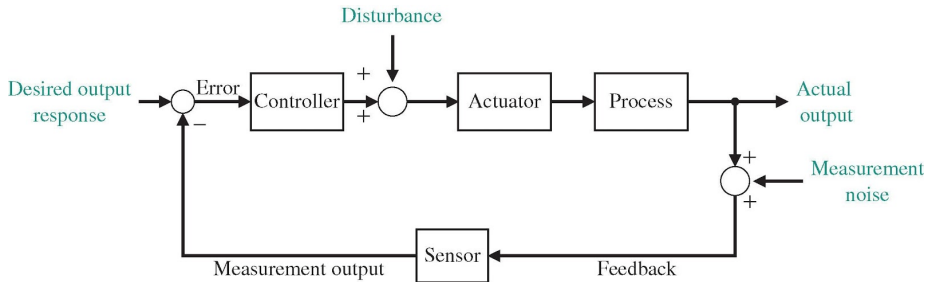 Disturbance
Desired output
response
Error
Controller
+
+
Actuator
Process
Actual
output
−
+
+
Measurement
noise
Sensor
Measurement output
Feedback